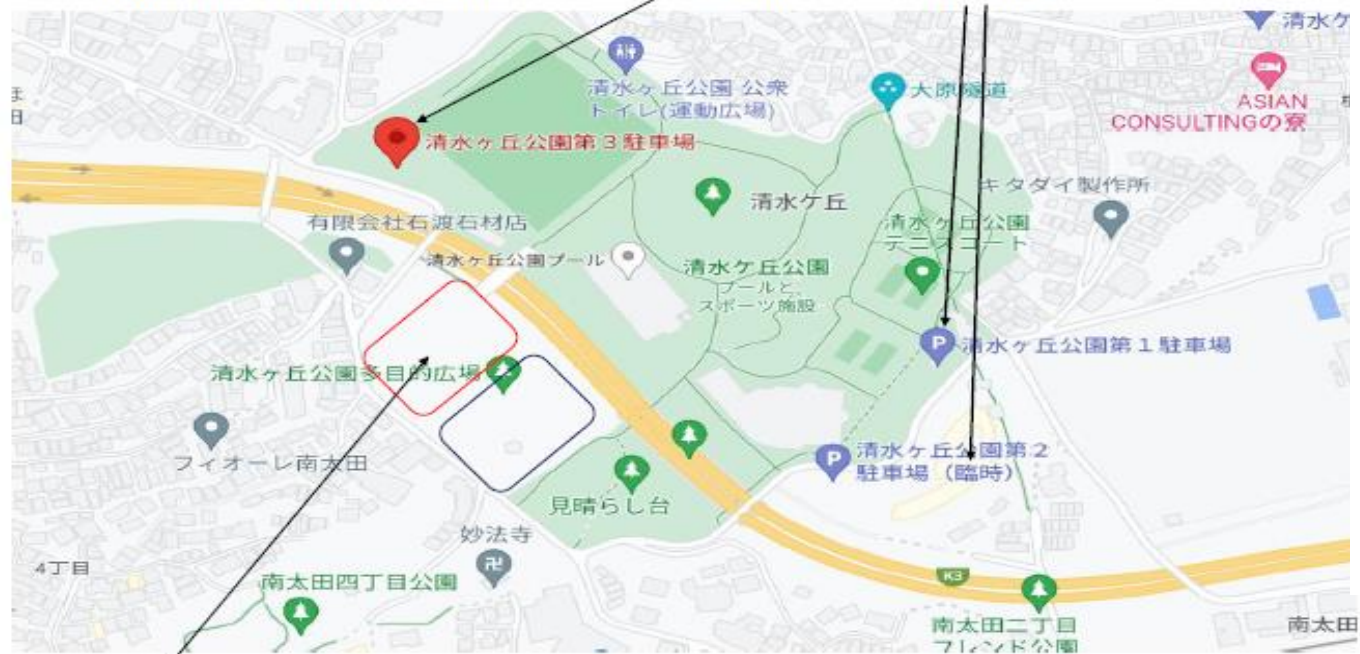 清水ケ
清水ヶ丘公園 公衆
トイレ(運動広場)
大原隧道
ASIAN
CONSULTINGの寮
田
清水ヶ丘公園第３駐車場
キタダイ製作所
清水ケ丘
有限会社石渡石材店
清水ヶ丘公園
テニスコート
清水ヶ丘公園プール
清水ケ丘公園
プールと、
スポーツ施設
P
清水ヶ丘公園第１駐車場
清水ヶ丘公園多目的広場
P
清水ヶ丘公園第２
駐車場（臨時）
フィオーレ南太田
見晴らし台
妙法寺
卍
4丁目
K3
南太田四丁目公園
南太田二丁目
フレンド公園
南太田